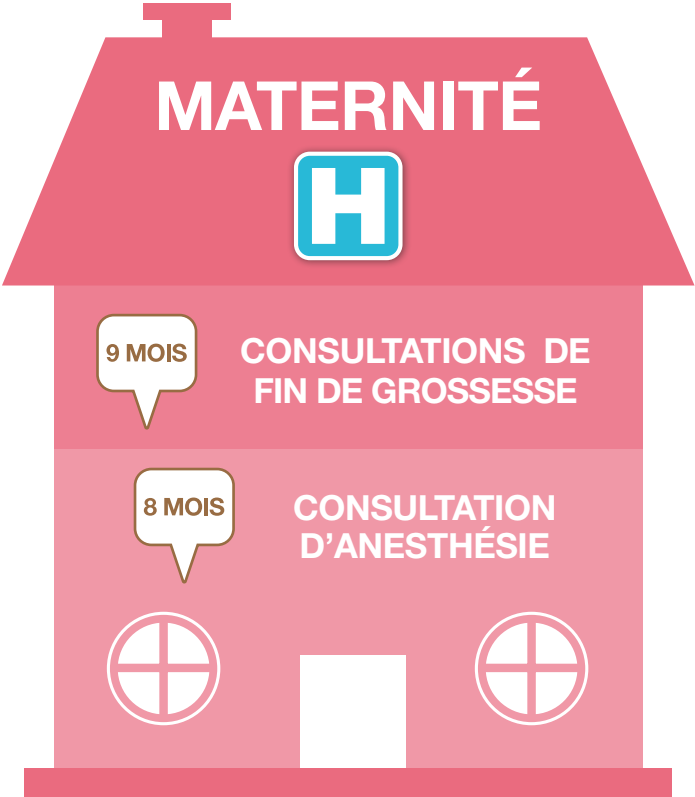 MATERNITÉ
H
9 MOIS
CONSULTATIONS DE
FIN DE GROSSESSE
8 MOIS
CONSULTATION
D’ANESTHÉSIE